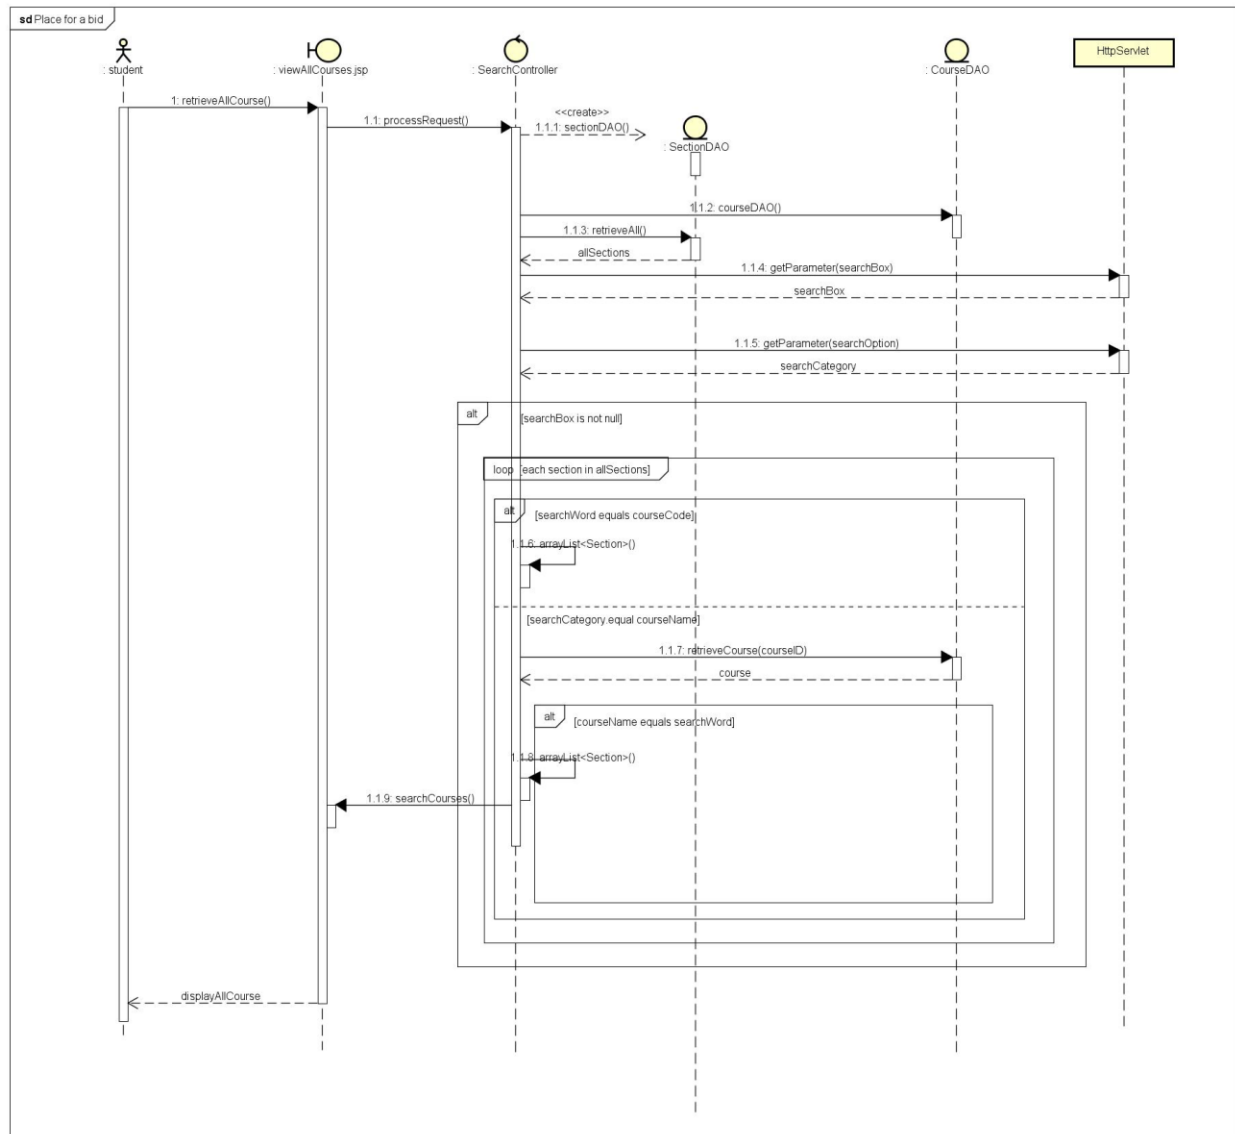 sd Place for a bid
: student
: viewAllCourses.jsp
: SearchController
: CourseDAO
HttpServlet
1: retrieveAllCourse()
1.1: processRequest()
<<create>>
1.1.1: sectionDAO()
: SectionDAO
1.1.2: courseDAO()
1.1.3: retrieveAll()
allSections
1.1.4: getParameter(searchBox)
searchBox
1.1.5: getParameter(searchOption)
searchCategory
alt [searchBox is not null]
loop [each section in allSections]
alt [searchWord equals courseCode]
1.1.6: arrayList<Section>()
[searchCategory.equal courseName]
1.1.7: retrieveCourse(courseID)
course
alt [courseName equals searchWord]
1.1.8: arrayList<Section>()
1.1.9: searchCourses()
displayAllCourse